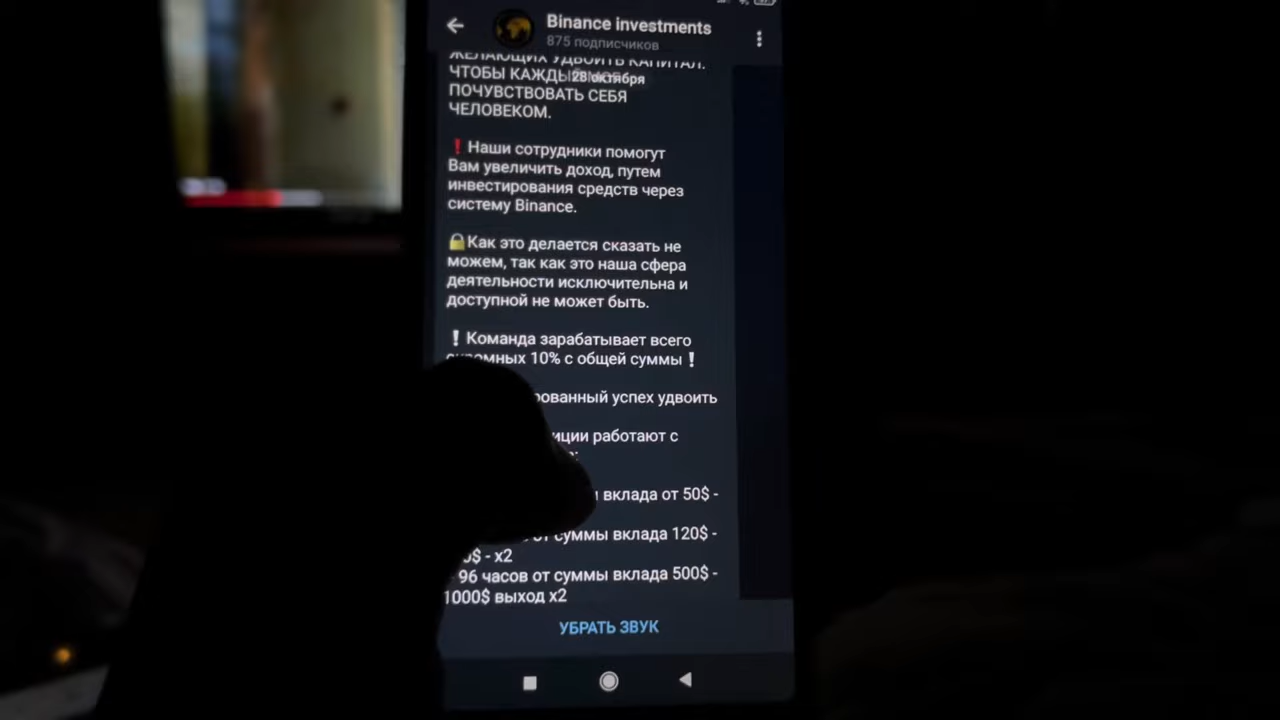 Binance investments
875 подписчиков
ЖЕЛАЮЩИХ УДВОИТЬ КАПИТАЛ.
28 октября
ЧТОБЫ КАЖДЫЙ МОГ
ПОЧУВСТВОВАТЬ СЕБЯ
ЧЕЛОВЕКОМ.
❗Наши сотрудники помогут
Вам увеличить доход, путем
инвестирования средств через
систему Binance.
🔒Как это делается сказать не
можем, так как это наша сфера
деятельности исключительна и
доступной не может быть.
❗Команда зарабатывает всего
скромных 10% с общей суммы❗
успех удвоить
работают с
вклада от 50$ -
от суммы вклада 120$ -
- x2
96 часов от суммы вклада 500$ -
1000$ выход x2
УБРАТЬ ЗВУК